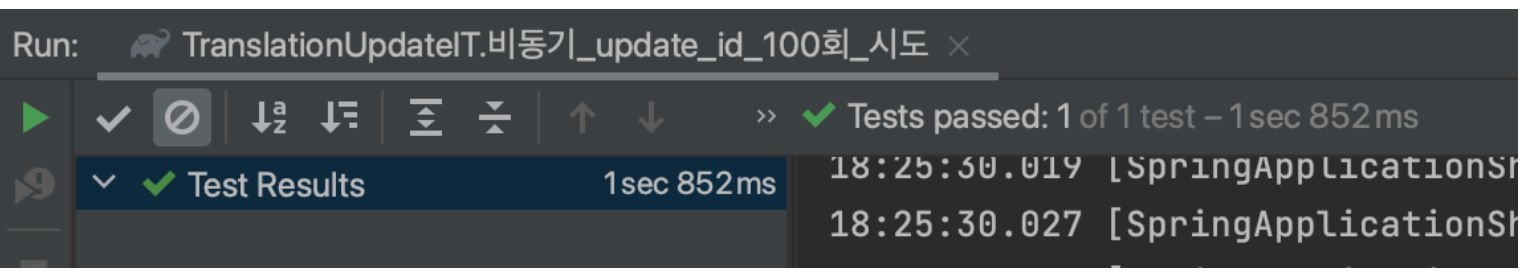 Run: TranslationUpdateIT.비동기_update_id_100회_시도
Tests passed: 1 of 1 test – 1 sec 852 ms
Test Results 1 sec 852 ms
18:25:30.019 [SpringApplicationSh
18:25:30.027 [SpringApplicationSh